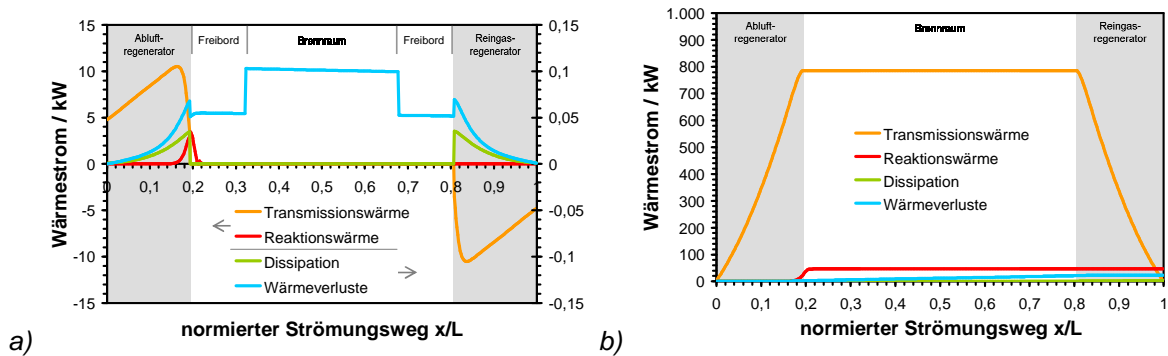 Abluft-
regenerator
Freibord
Brennraum
Freibord
Reingas-
regenerator
15
10
5
0
-5
-10
-15
0,15
0,1
0,05
0
-0,05
-0,1
-0,15
0 0,1 0,2 0,3 0,4 0,5 0,6 0,7 0,8 0,9 1
Wärmestrom / kW
Transmissionswärme
Reaktionswärme
Dissipation
Wärmeverluste
normierter Strömungsweg x/L
a)
Abluft-
regenerator
Brennraum
Reingas-
regenerator
1.000
900
800
700
600
500
400
300
200
100
0
Wärmestrom / kW
Transmissionswärme
Reaktionswärme
Dissipation
Wärmeverluste
0 0,1 0,2 0,3 0,4 0,5 0,6 0,7 0,8 0,9 1
normierter Strömungsweg x/L
b)